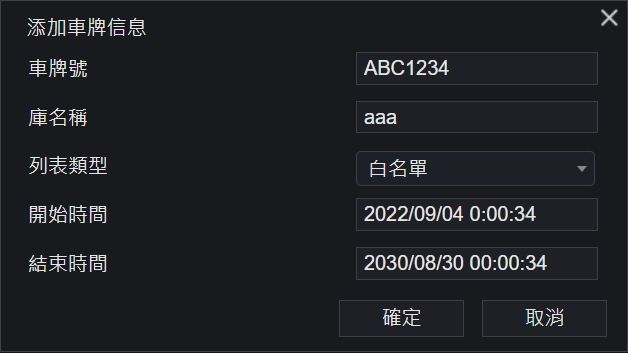 添加車牌信息
車牌號 ABC1234
庫名稱 aaa
列表類型 白名單
開始時間 2022/09/04 0:00:34
結束時間 2030/08/30 00:00:34
確定 取消